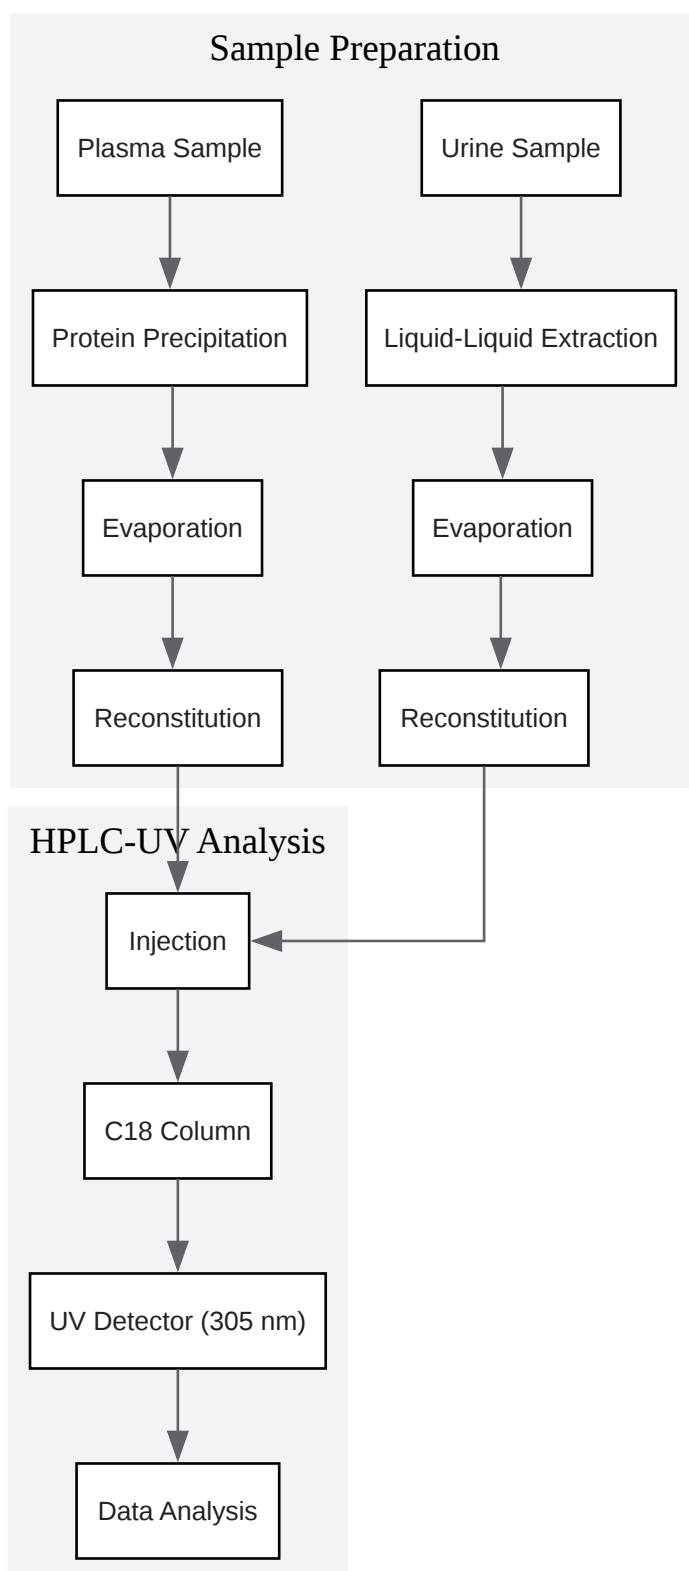 Sample Preparation
Plasma Sample
Urine Sample
Protein Precipitation
Liquid-Liquid Extraction
Evaporation
Evaporation
Reconstitution
Reconstitution
HPLC-UV Analysis
Injection
C18 Column
UV Detector (305 nm)
Data Analysis